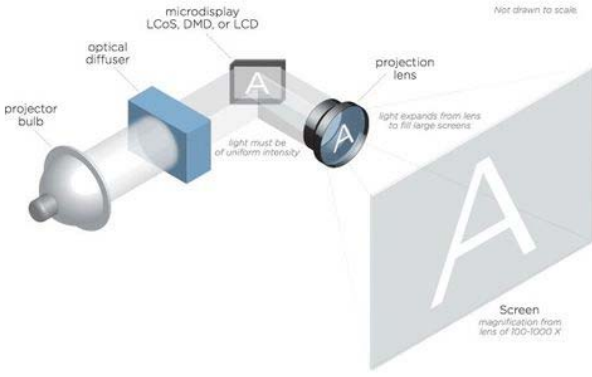 Not drawn to scale.
microdisplay
LCoS, DMD, or LCD
optical
diffuser
projection
lens
projector
bulb
light expands from lens
to fill large screens
light must be
of uniform intensity
A
A
A
Screen
magnification from
lens of 100-1000 X